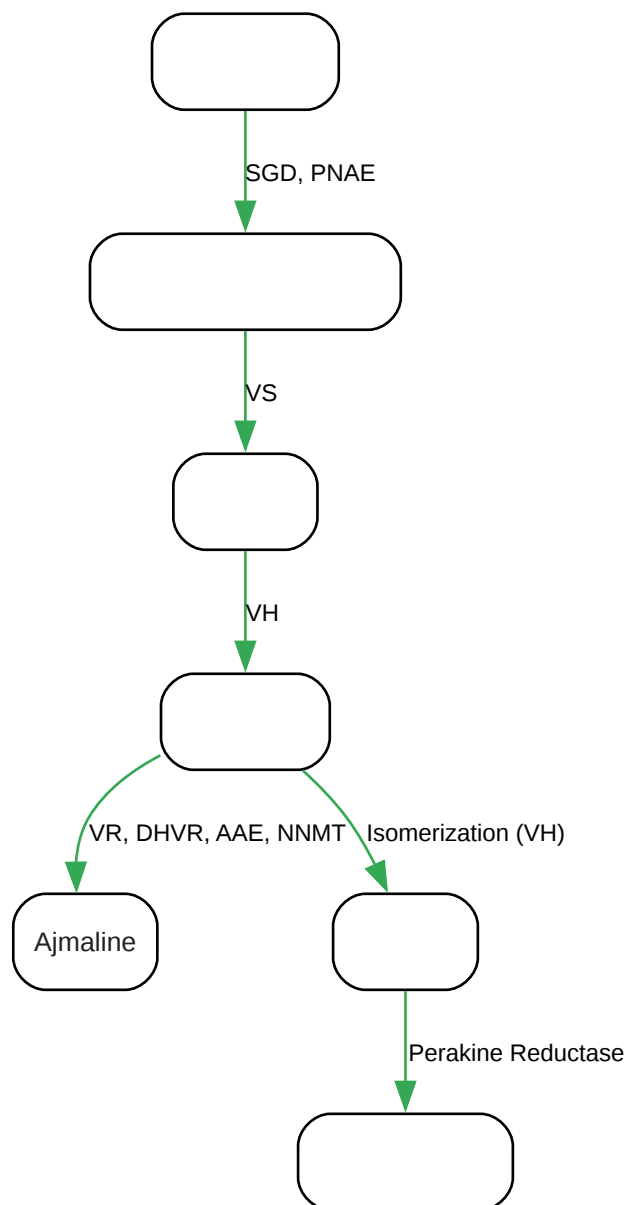 SGD, PNAE
VS
VH
VR, DHVR, AAE, NNMT
Isomerization (VH)
Ajmaline
Perakine Reductase